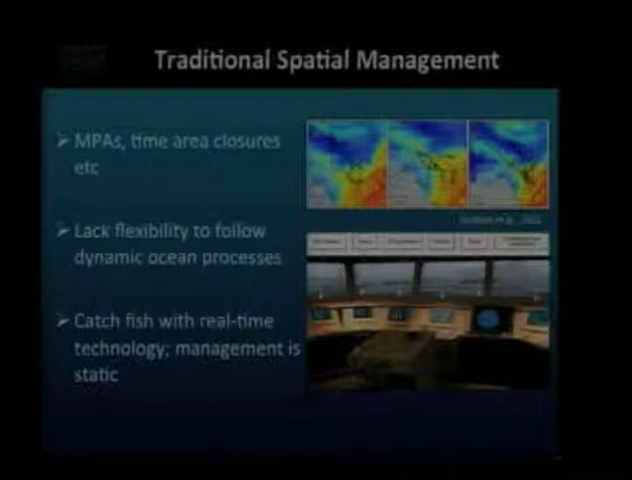 Traditional Spatial Management
➢ MPAs, time area closures
etc
➢ Lack flexibility to follow
dynamic ocean processes
➢ Catch fish with real-time
technology; management is
static